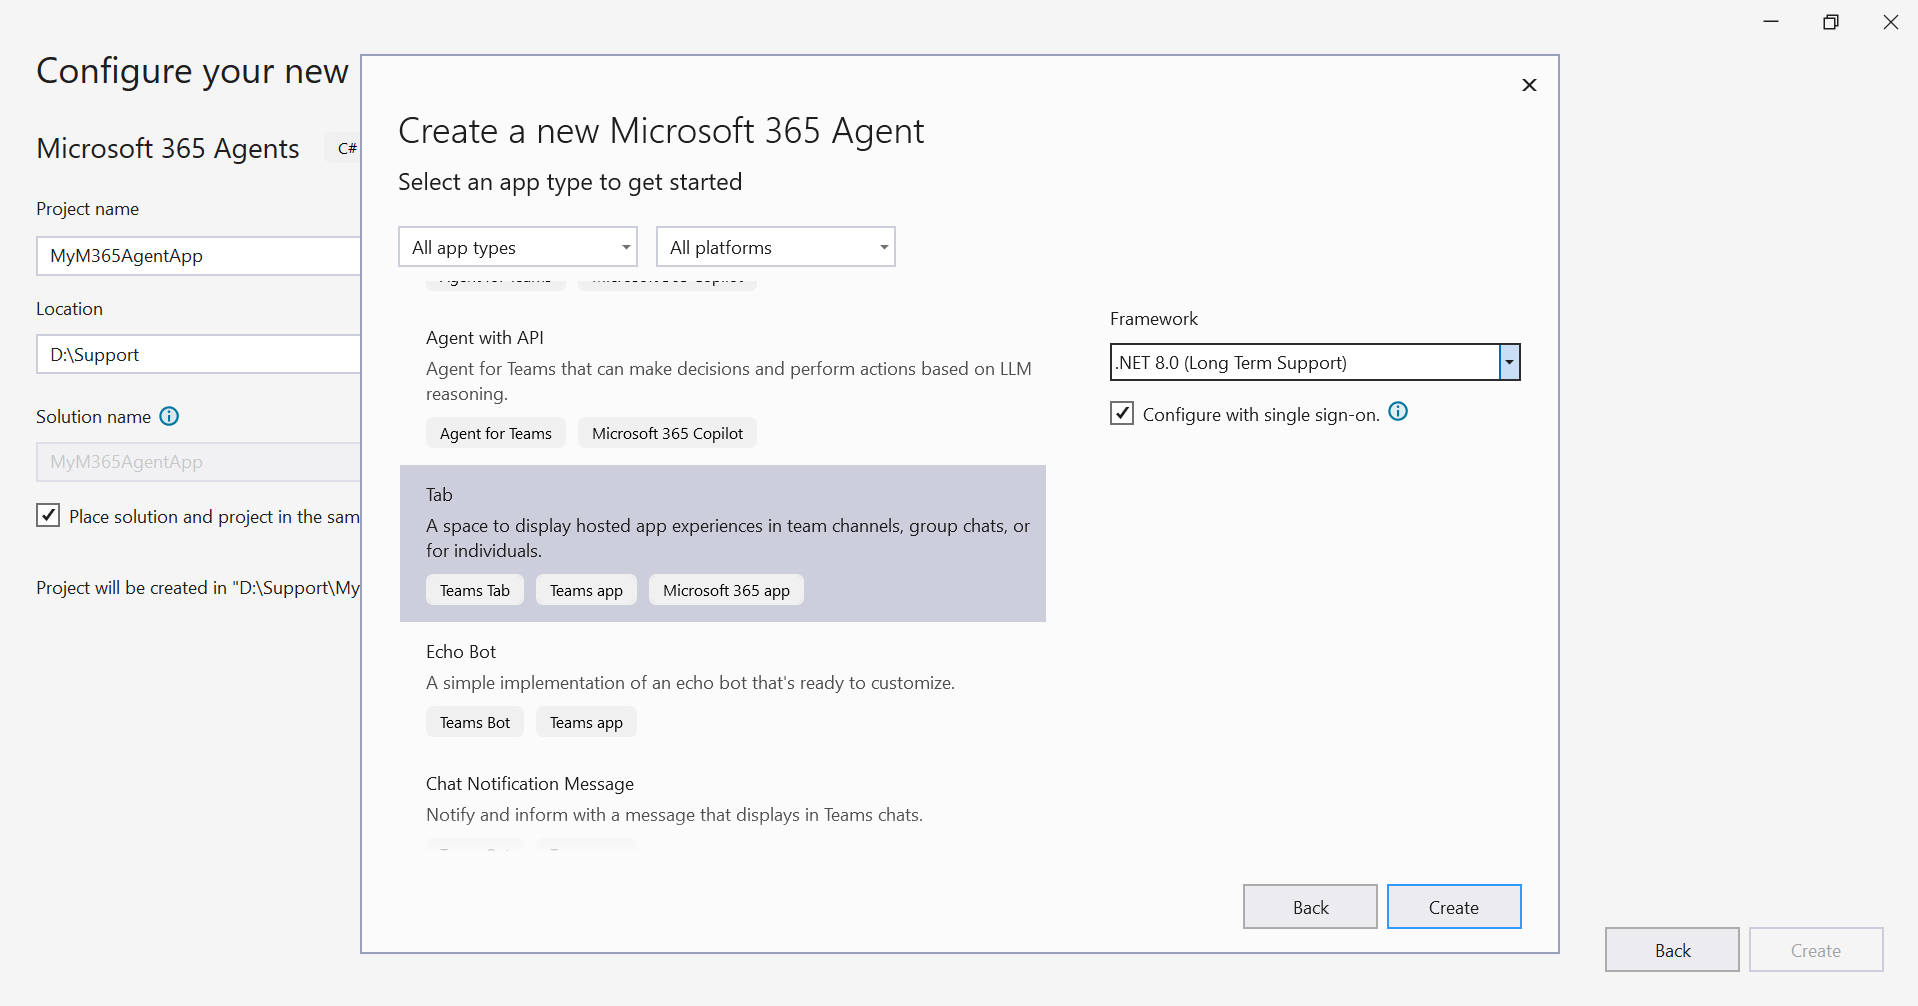 Configure your new
Microsoft 365 Agents C#
Project name
MyM365AgentApp
Location
D:\Support
Solution name
MyM365AgentApp
Place solution and project in the sam
Project will be created in "D:\Support\My
Create a new Microsoft 365 Agent
Select an app type to get started
All app types All platforms
Agent with API
Agent for Teams that can make decisions and perform actions based on LLM
reasoning.
Agent for Teams Microsoft 365 Copilot
Tab
A space to display hosted app experiences in team channels, group chats, or
for individuals.
Teams Tab Teams app Microsoft 365 app
Echo Bot
A simple implementation of an echo bot that's ready to customize.
Teams Bot Teams app
Chat Notification Message
Notify and inform with a message that displays in Teams chats.
Framework
.NET 8.0 (Long Term Support)
Configure with single sign-on.
Back Create
Back Create